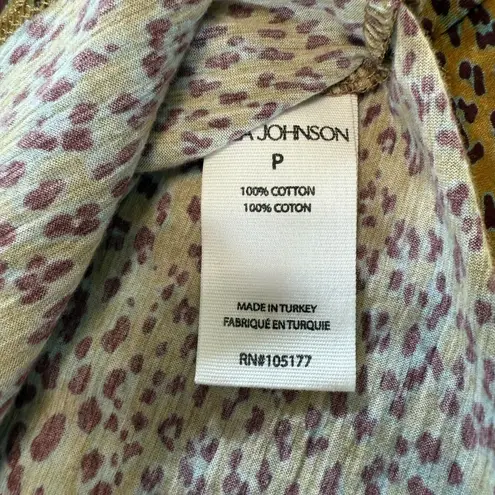 JOHNSON
P
100% COTTON
100% COTON
MADE IN TURKEY
FABRIQUÉ EN TURQUIE
RN#105177